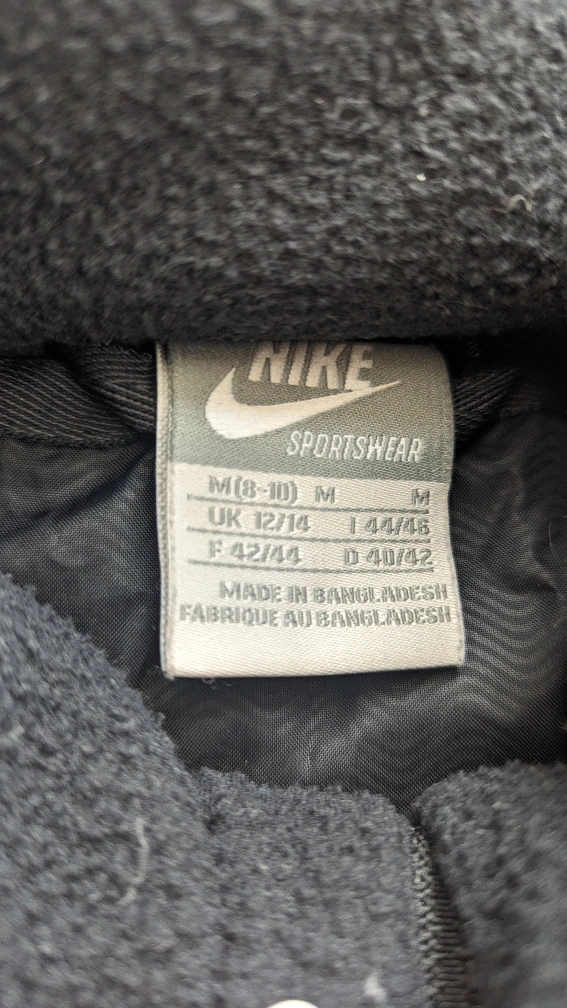 NIKE
SPORTSWEAR
M(8-10) M M
UK 12/14 I 44/46
F 42/44 D 40/42
MADE IN BANGLADESH
FABRIQUE AU BANGLADESH